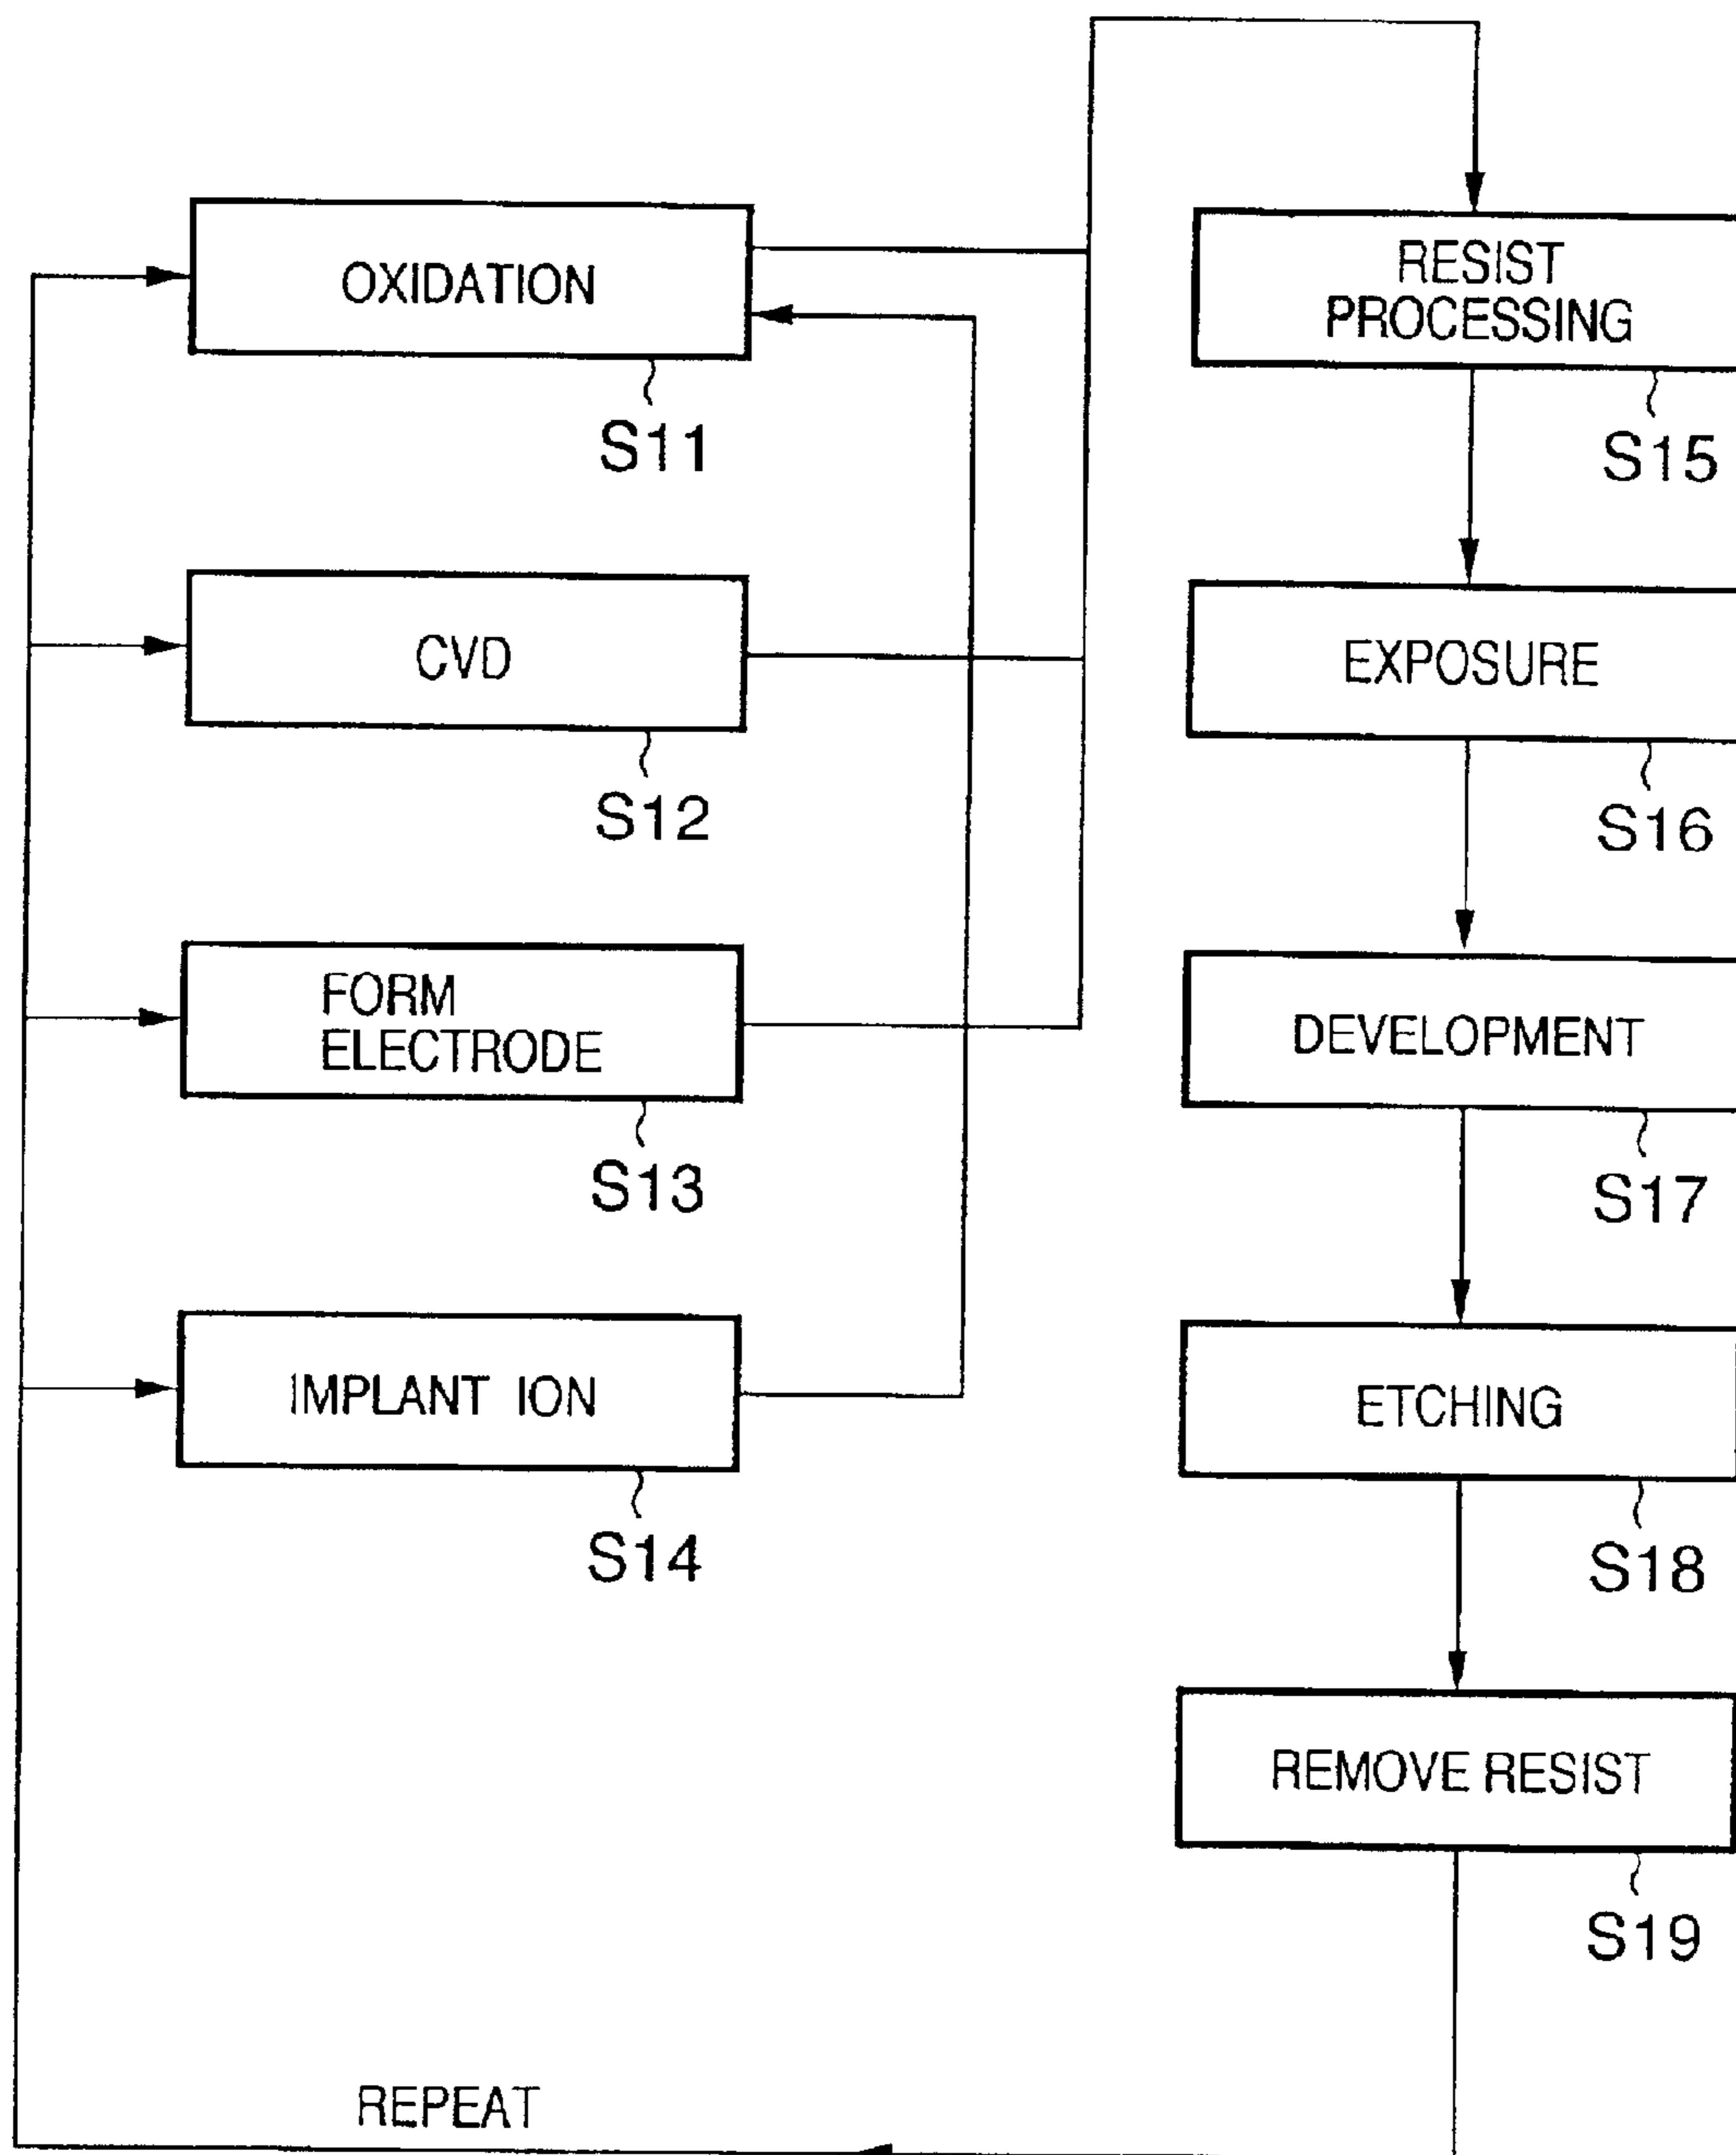 OXIDATION
S11
CVD
S12
FORM
ELECTRODE
S13
IMPLANT ION
S14
RESIST
PROCESSING
S15
EXPOSURE
S16
DEVELOPMENT
S17
ETCHING
S18
REMOVE RESIST
S19
REPEAT